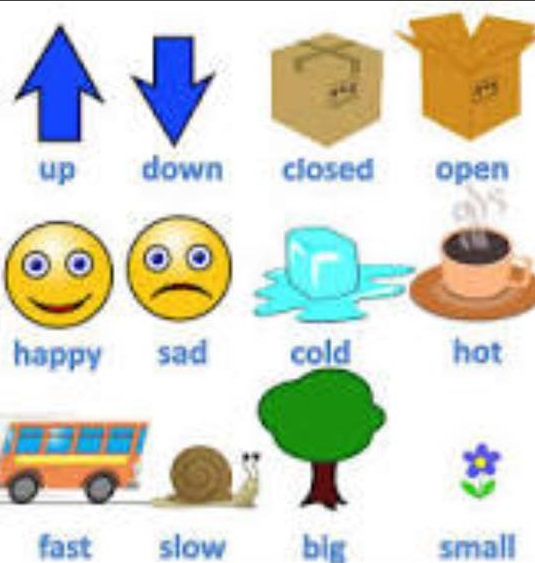 up down closed open
happy sad cold hot
fast slow big small